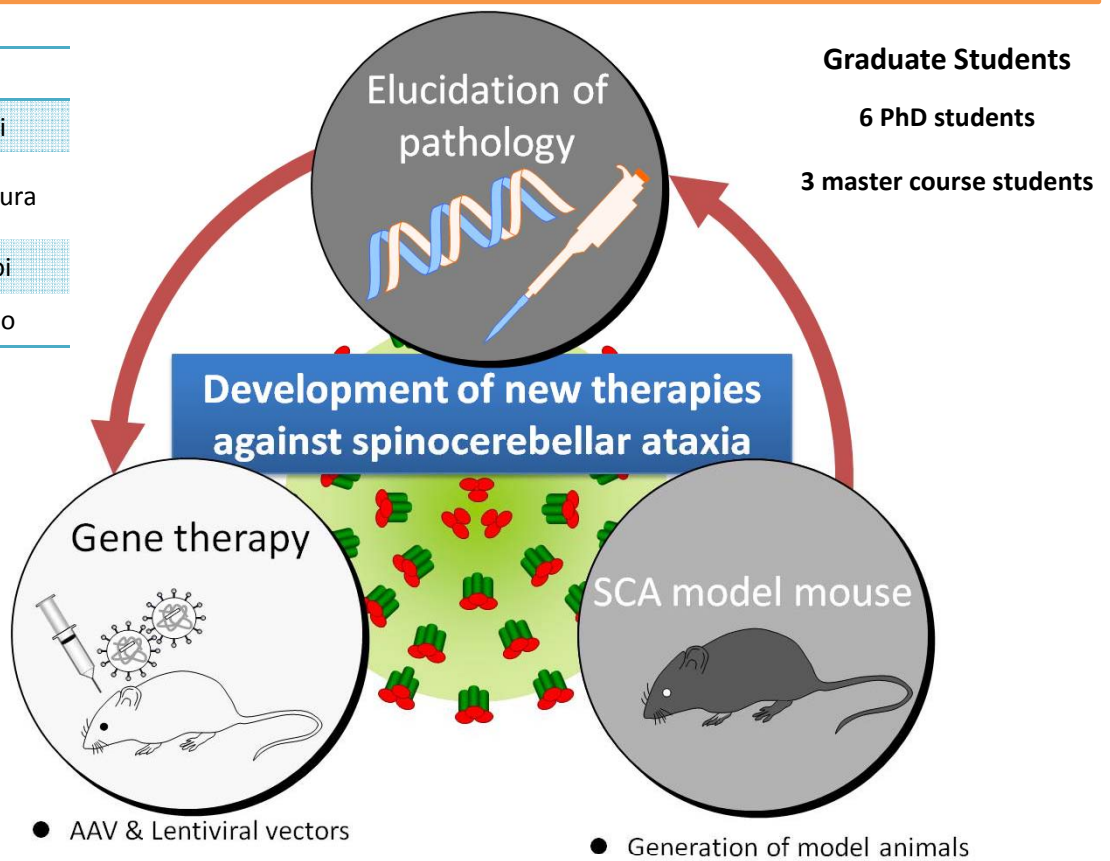 Elucidation of
pathology
Graduate Students
6 PhD students
3 master course students
Development of new therapies
against spinocerebellar ataxia
Gene therapy
SCA model mouse
● AAV & Lentiviral vectors
● Generation of model animals